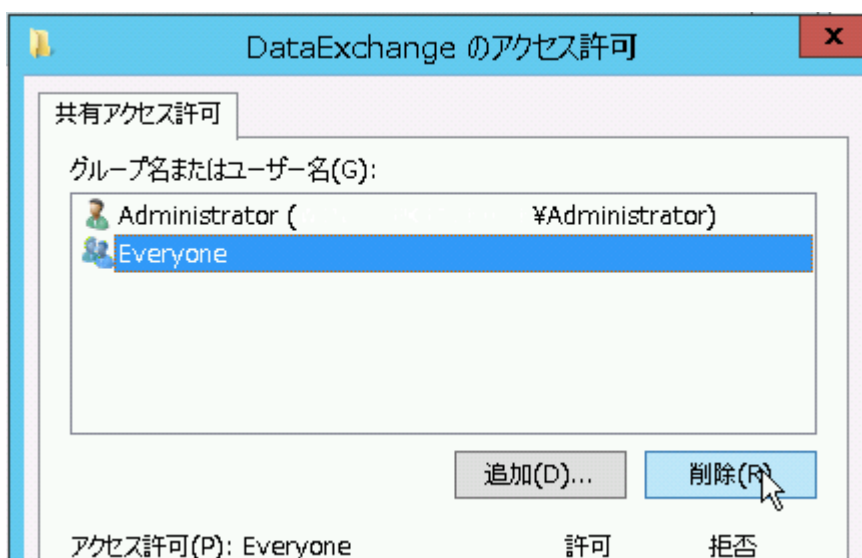 DataExchange のアクセス許可
x
共有アクセス許可
グループ名またはユーザー名(G):
Administrator ( ¥Administrator)
Everyone
追加(D)... 削除(R)
アクセス許可(P): Everyone 許可 拒否